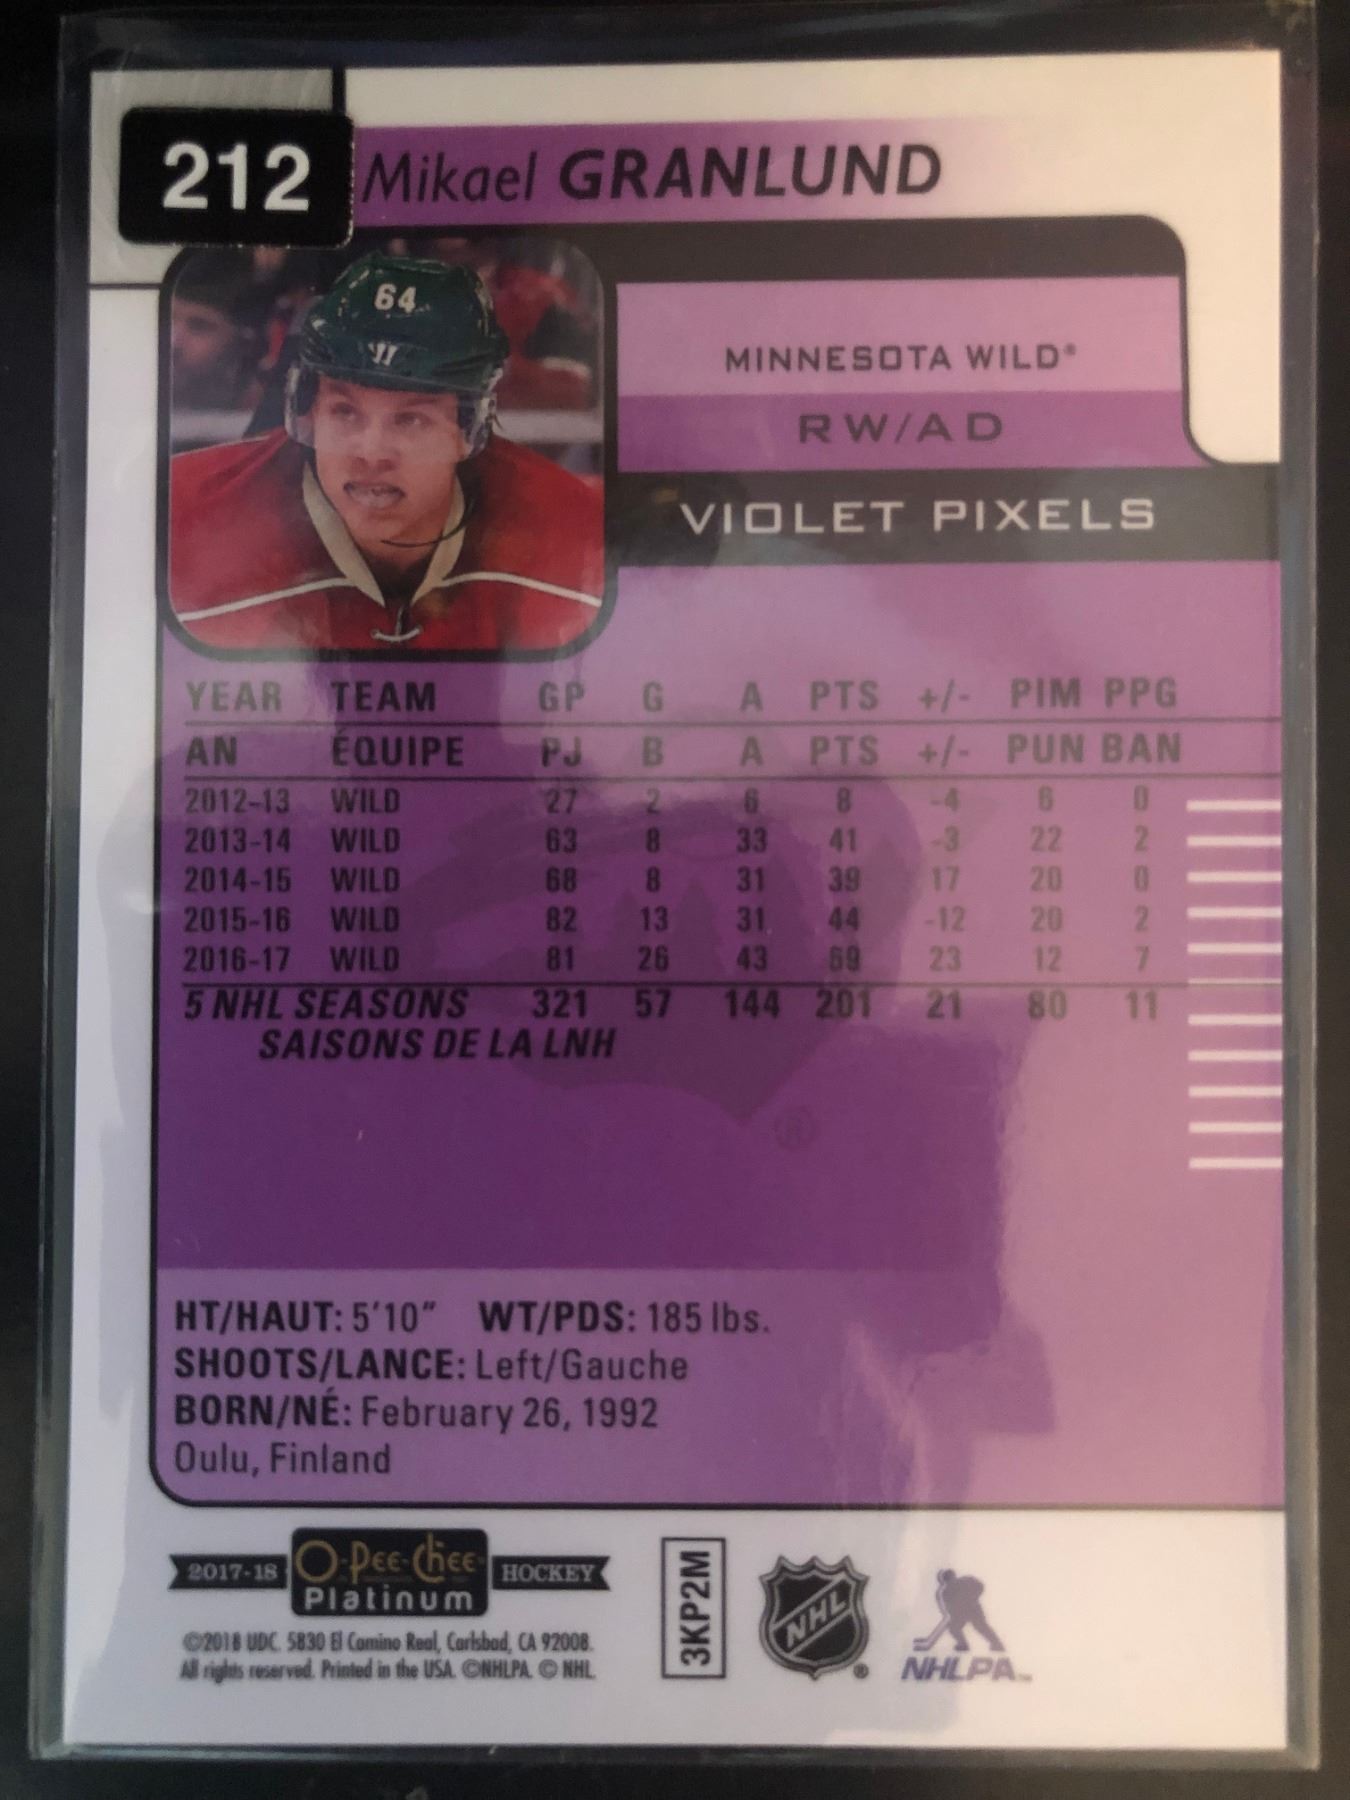 212
Mikael GRANLUND
64
MINNESOTA WILD®
RW/AD
VIOLET PIXELS
YEAR TEAM GP G A PTS +/- PIM PPG
AN ÉQUIPE PJ B A PTS +/- PUN BAN
2012-13 WILD 27 2 6 8 -4 6 0
2013-14 WILD 63 8 33 41 -3 22 2
2014-15 WILD 68 8 31 39 17 20 0
2015-16 WILD 82 13 31 44 -12 20 2
2016-17 WILD 81 26 43 69 23 12 7
5 NHL SEASONS 321 57 144 201 21 80 11
SAISONS DE LA LNH
®
HT/HAUT: 5'10" WT/PDS: 185 lbs.
SHOOTS/LANCE: Left/Gauche
BORN/NÉ: February 26, 1992
Oulu, Finland
2017-18 O-Pee-Chee Platinum HOCKEY
©2018 UDC. 5830 El Camino Real, Carlsbad, CA 92008.
All rights reserved. Printed in the USA. ©NHLPA. © NHL.
3KP2M
NHL ®
NHLPA™